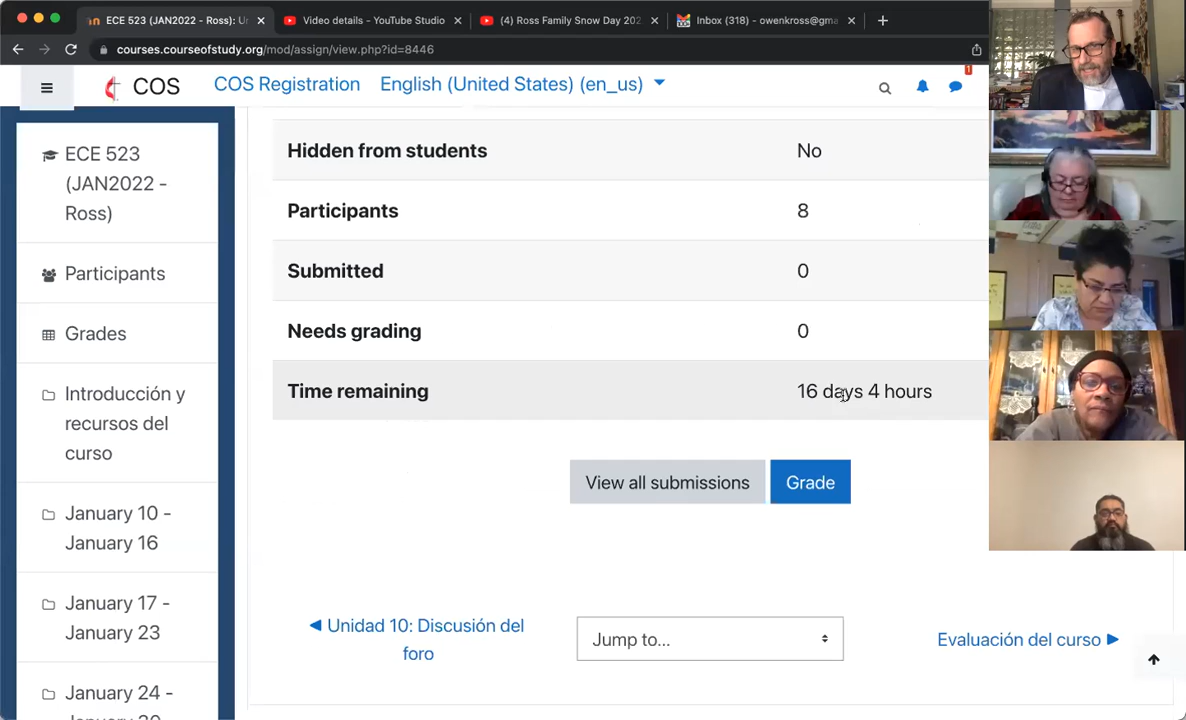 ECE 523 (JAN2022 - Ross): Un
Video details - YouTube Studio
(4) Ross Family Snow Day 202
Inbox (318) - owenkross@gma
courses.courseofstudy.org/mod/assign/view.php?id=8446
COS
COS Registration
English (United States) (en_us)
1
ECE 523
(JAN2022 -
Ross)
Participants
Grades
Introducción y
recursos del
curso
January 10 -
January 16
January 17 -
January 23
January 24 -
Hidden from students
No
Participants
8
Submitted
0
Needs grading
0
Time remaining
16 days 4 hours
View all submissions
Grade
◀ Unidad 10: Discusión del
foro
Jump to...
Evaluación del curso ▶